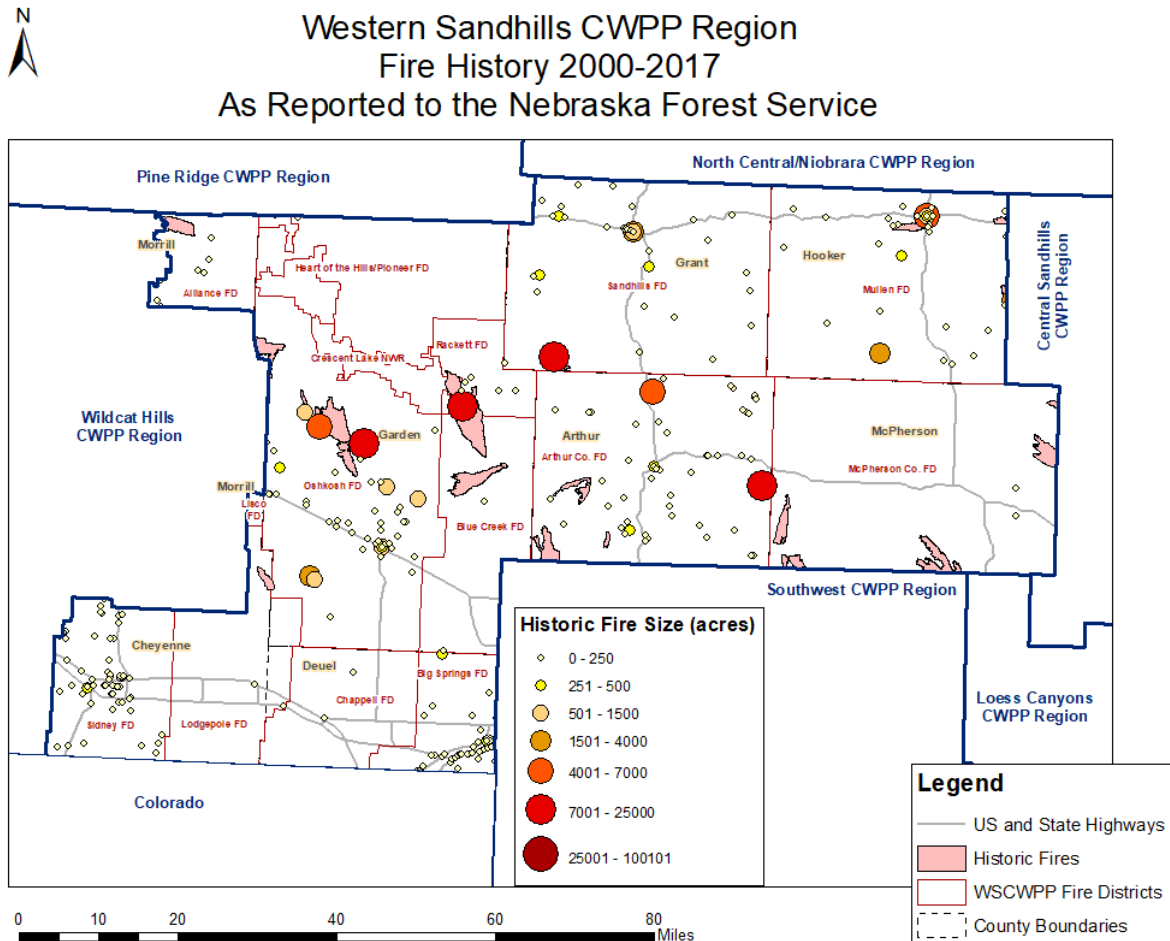 N
Western Sandhills CWPP Region
Fire History 2000-2017
As Reported to the Nebraska Forest Service
North Central/Niobrara CWPP Region
Pine Ridge CWPP Region
Morrill
Alliance FD
Heart of the Hills/Pioneer FD
Grant
Sandhills FD
Hooker
Mullen FD
Central Sandhills
CWPP Region
Crescent Lake NWR
Rackett FD
Wildcat Hills
CWPP Region
Garden
Arthur
Arthur Co. FD
McPherson
McPherson Co. FD
Morrill
Oshkosh FD
Lisco
FD
Blue Creek FD
Southwest CWPP Region
Cheyenne
Deuel
Big Springs FD
Chappell FD
Sidney FD
Lodgepole FD
Loess Canyons
CWPP Region
Colorado
Historic Fire Size (acres)
0 - 250
251 - 500
501 - 1500
1501 - 4000
4001 - 7000
7001 - 25000
25001 - 100101
Legend
US and State Highways
Historic Fires
WSCWPP Fire Districts
County Boundaries
0 10 20 40 60 80
Miles